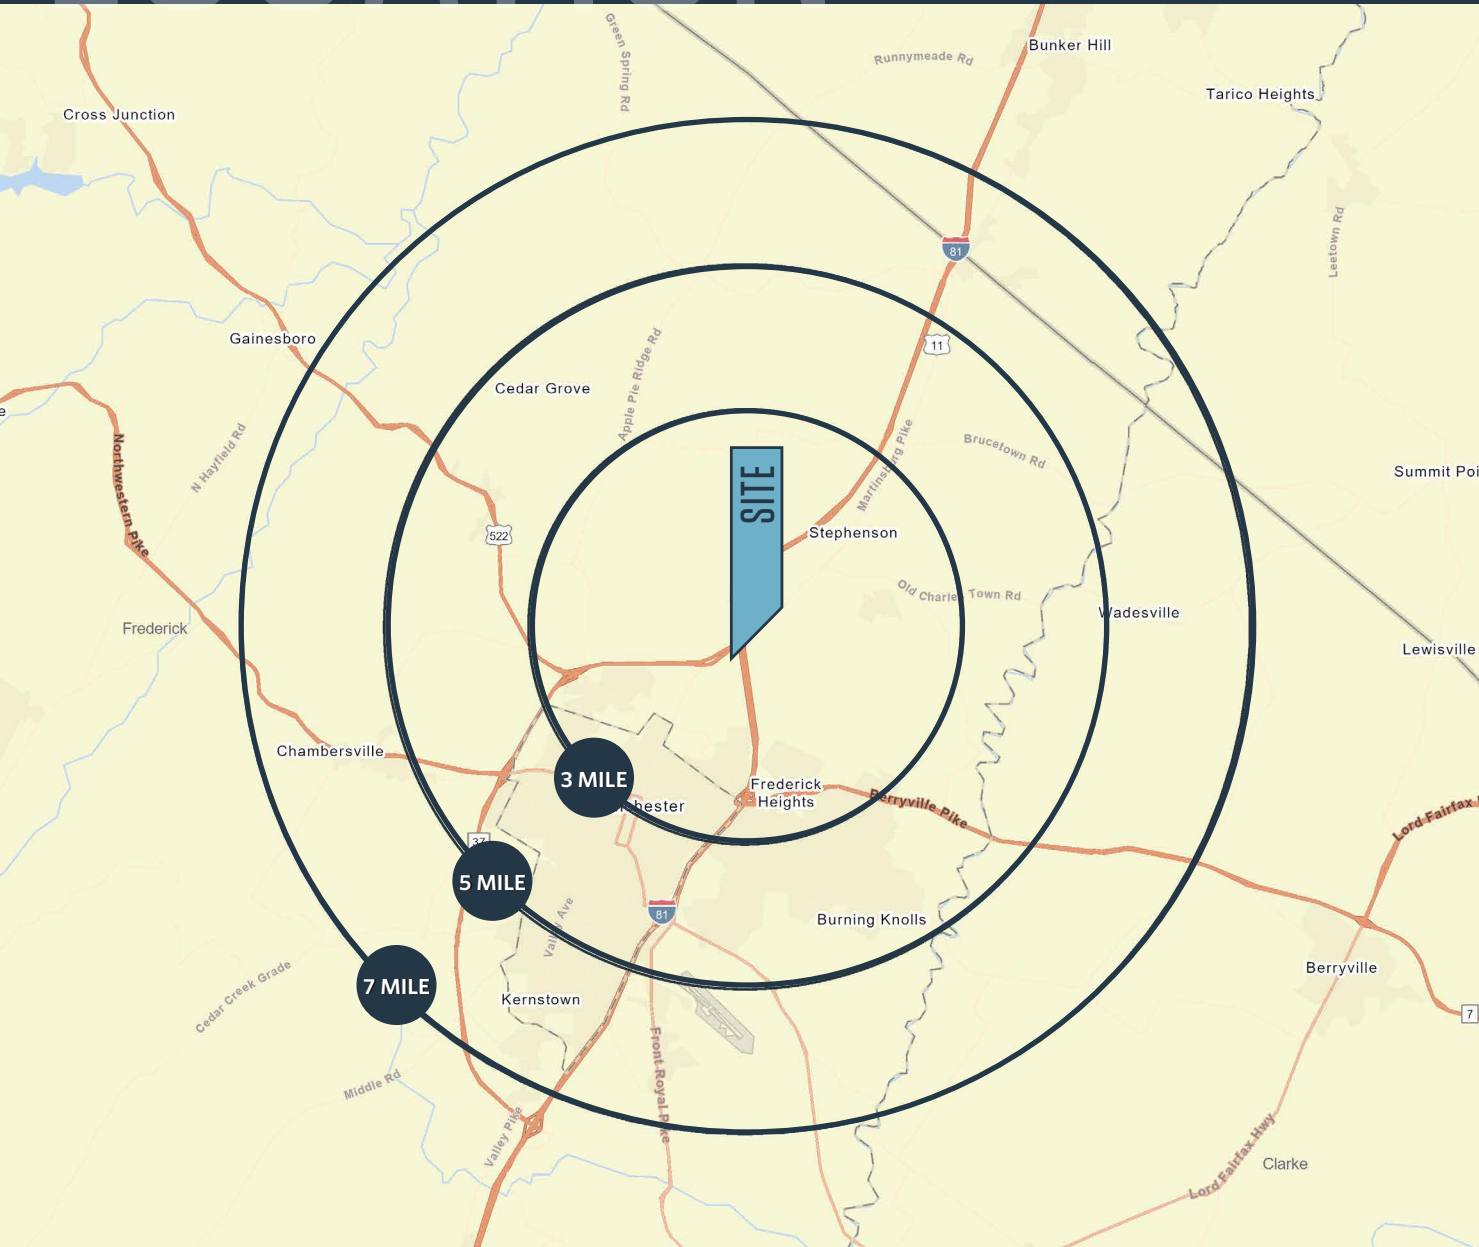 Bunker Hill
Green Spring Rd
Runnymeade Rd
Tarico Heights
Cross Junction
Leetown Rd
81
Gainesboro
11
Apple Pie Ridge Rd
Cedar Grove
N Hayfield Rd
Northwestern Pike
Martinsburg Pike
Brucetown Rd
Summit Poi
SITE
522
Stephenson
Old Charles Town Rd
Wadesville
Frederick
Lewisville
Chambersville
3 MILE
Frederick
Heights
Berryville Pike
Lord Fairfax
37
5 MILE
81
Valley Ave
Burning Knolls
Berryville
7 MILE
Cedar Creek Grade
Kernstown
7
Front Royal Pike
Middle Rd
Valley Pike
Lord Fairfax Hwy
Clarke